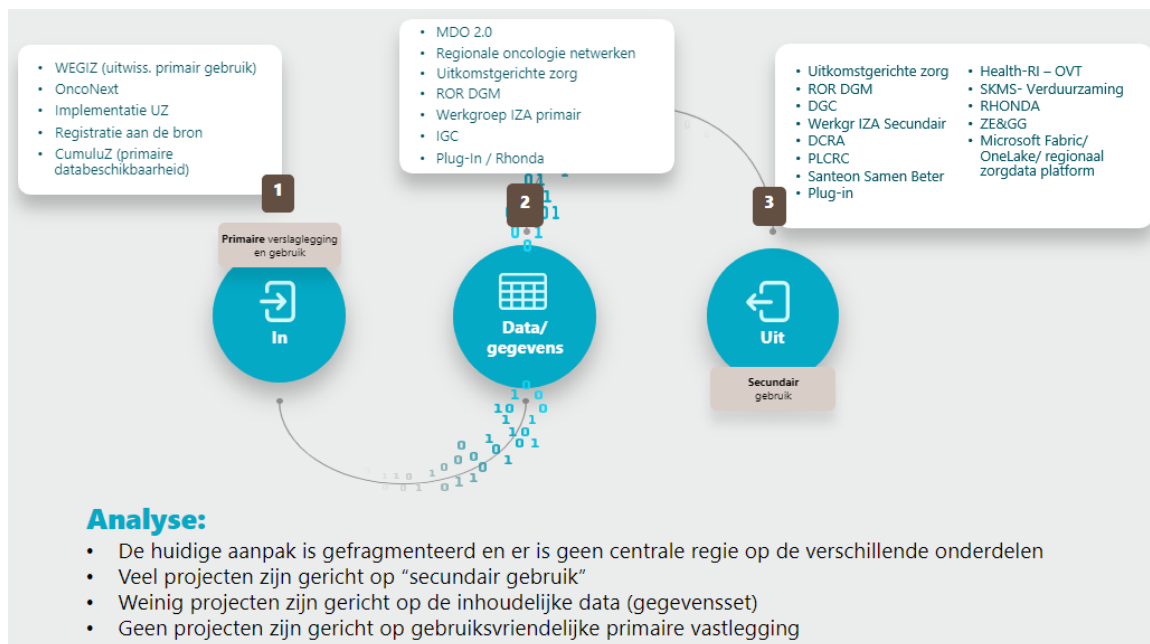 • WEGIZ (uitwiss. primair gebruik)
• OncoNext
• Implementatie UZ
• Registratie aan de bron
• CumuluZ (primaire
databeschikbaarheid)
1
Primaire verslaglegging
en gebruik
In
• MDO 2.0
• Regionale oncologie netwerken
• Uitkomstgerichte zorg
• ROR DGM
• Werkgroep IZA primair
• IGC
• Plug-In / Rhonda
2
Data/
gegevens
• Uitkomstgerichte zorg
• ROR DGM
• DGC
• Werkgr IZA Secundair
• DCRA
• PLCRC
• Santeon Samen Beter
• Plug-in
• Health-RI – OVT
• SKMS- Verduurzaming
• RHONDA
• ZE&GG
• Microsoft Fabric/
OneLake/ regionaal
zorgdata platform
3
Uit
Secundair
gebruik
Analyse:
• De huidige aanpak is gefragmenteerd en er is geen centrale regie op de verschillende onderdelen
• Veel projecten zijn gericht op “secundair gebruik”
• Weinig projecten zijn gericht op de inhoudelijke data (gegevensset)
• Geen projecten zijn gericht op gebruiksvriendelijke primaire vastlegging